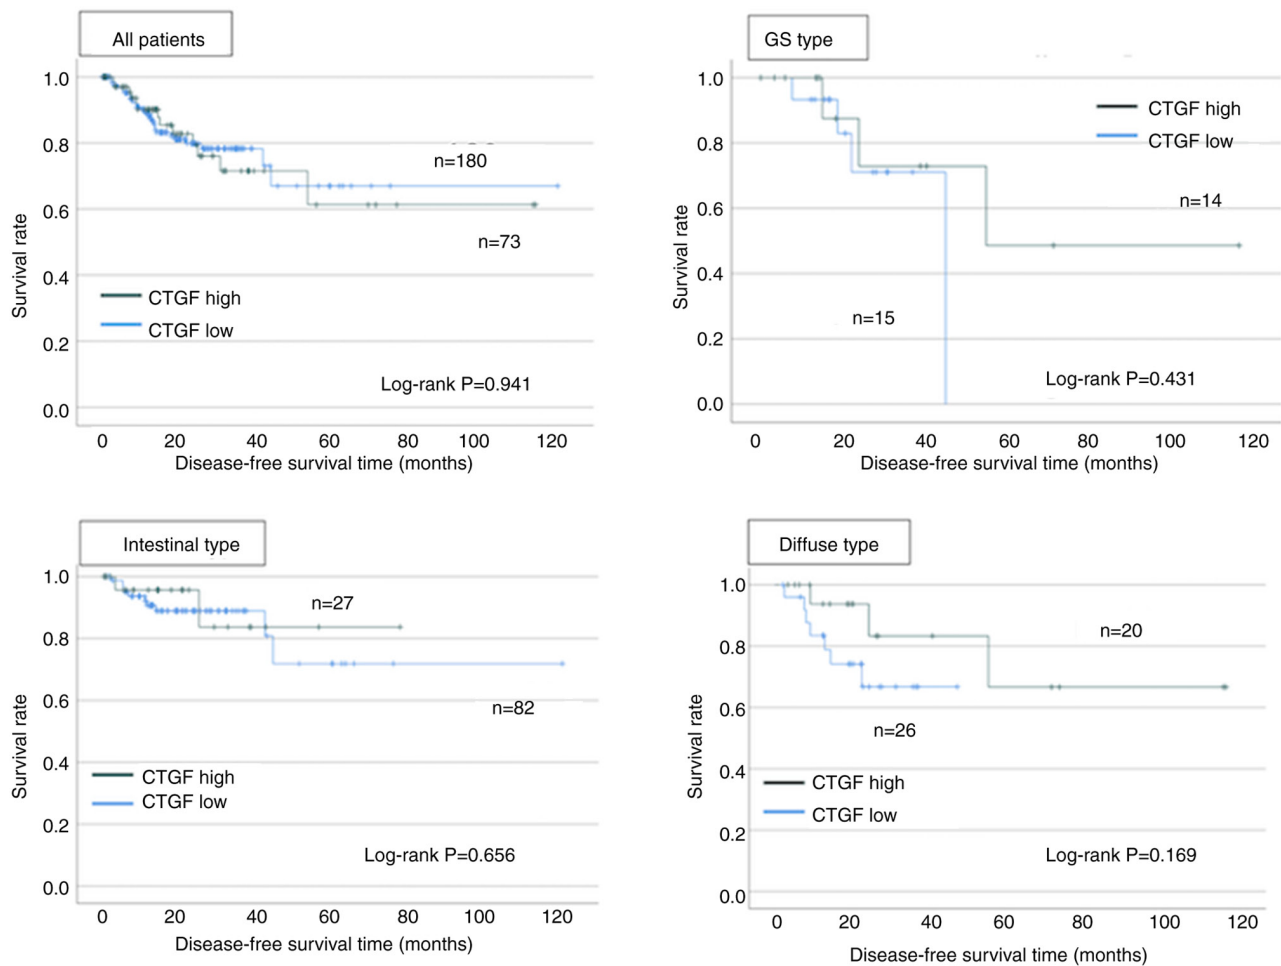 All patients
1.0
0.8
0.6
0.4
0.2
0.0
Survival rate
n=180
n=73
CTGF high
CTGF low
Log-rank P=0.941
0 20 40 60 80 100 120
Disease-free survival time (months)
GS type
1.0
0.8
0.6
0.4
0.2
0.0
Survival rate
CTGF high
CTGF low
n=14
n=15
Log-rank P=0.431
0 20 40 60 80 100 120
Disease-free survival time (months)
Intestinal type
1.0
0.8
0.6
0.4
0.2
0.0
Survival rate
n=27
n=82
CTGF high
CTGF low
Log-rank P=0.656
0 20 40 60 80 100 120
Disease-free survival time (months)
Diffuse type
1.0
0.8
0.6
0.4
0.2
0.0
Survival rate
n=20
n=26
CTGF high
CTGF low
Log-rank P=0.169
0 20 40 60 80 100 120
Disease-free survival time (months)